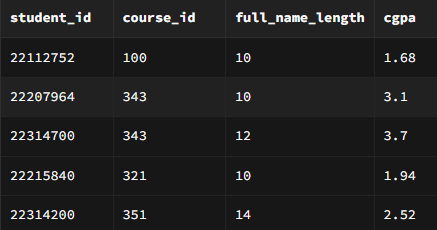 student_id course_id full_name_length cgpa
22112752 100 10 1.68
22207964 343 10 3.1
22314700 343 12 3.7
22215840 321 10 1.94
22314200 351 14 2.52